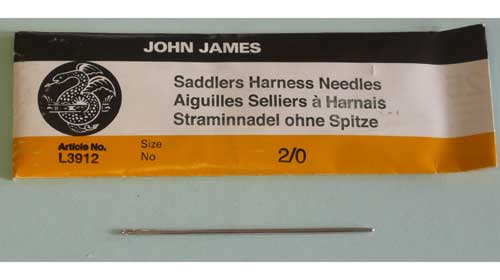 JOHN JAMES
Saddlers Harness Needles
Aiguilles Selliers à Harnais
Straminnadel ohne Spitze
Article No.
L3912
Size
No
2/0